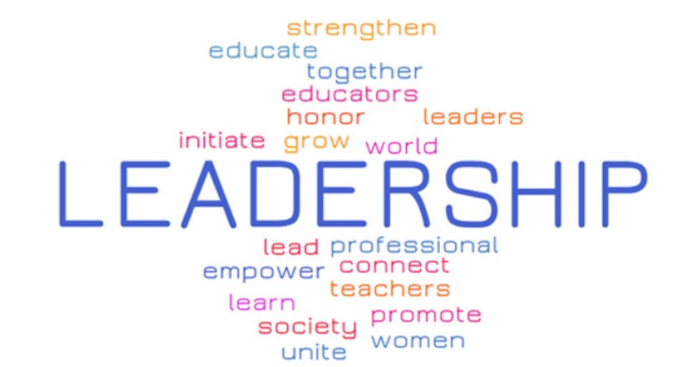 strengthen
educate
together
educators
honor leaders
initiate grow world
LEADERSHIP
lead professional
empower connect
teachers
learn
promote
society
women
unite